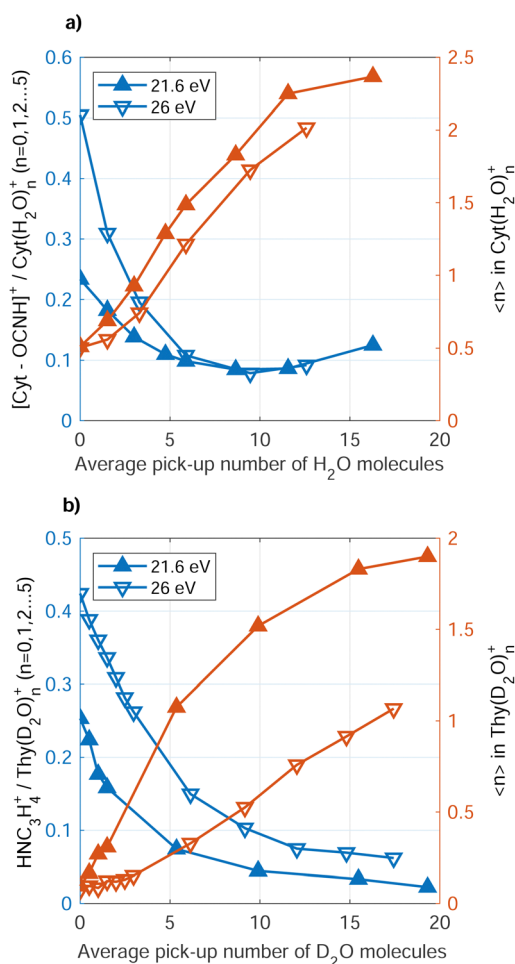 a)
[Cyt - OCNH]⁺ / Cyt(H₂O)ₙ⁺ (n=0,1,2...5)
0.6
0.5
0.4
0.3
0.2
0.1
0
21.6 eV
26 eV
2.5
2
1.5
1
0.5
0
<n> in Cyt(H₂O)ₙ⁺
0 5 10 15 20
Average pick-up number of H₂O molecules
b)
HNC₃H₄⁺ / Thy(D₂O)ₙ⁺ (n=0,1,2...5)
0.5
0.4
0.3
0.2
0.1
0
21.6 eV
26 eV
2
1.5
1
0.5
0
<n> in Thy(D₂O)ₙ⁺
0 5 10 15 20
Average pick-up number of D₂O molecules